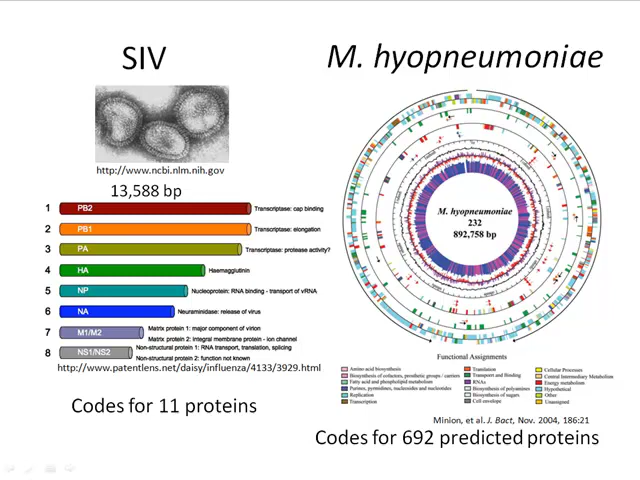 SIV
M. hyopneumoniae
http://www.ncbi.nlm.nih.gov
13,588 bp
1 PB2 Transcriptase: cap binding
2 PB1 Transcriptase: elongation
3 PA Transcriptase: protease activity?
4 HA Haemagglutin
5 NP Nucleoprotein: RNA binding - transport of vRNA
6 NA Neuraminidase: release of virus
7 M1/M2 Matrix protein 1: major component of virion
Matrix protein 2: integral membrane protein - ion channel
8 NS1/NS2 Non-structural protein 1: RNA transport, translation, splicing
Non-structural protein 2: function not known
http://www.patentlens.net/daisy/influenza/4133/3929.html
Codes for 11 proteins
M. hyopneumoniae
232
892,758 bp
Functional Assignments
Amino acid biosynthesis
Biosynthesis of cofactors, prosthetic groups / carriers
Fatty acid and phospholipid metabolism
Purines, pyrimidines, nucleosides and nucleotides
Replication
Transcription
Translation
Transport and Binding
RNAs
Biosynthesis of polyamines
Biosynthesis of sugars
Cell envelope
Cellular Processes
Central Intermediary Metabolism
Energy metabolism
Hypothetical
Other
Unassigned
Minion, et al. J. Bact, Nov. 2004, 186:21
Codes for 692 predicted proteins